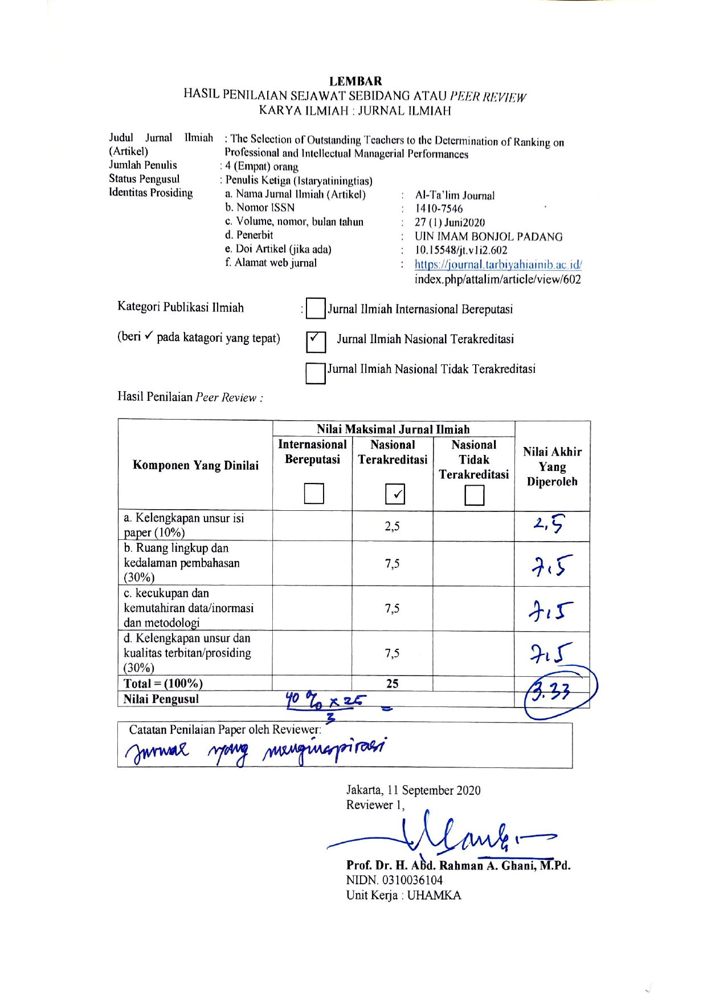 LEMBAR
HASIL PENILAIAN SEJAWAT SEBIDANG ATAU PEER REVIEW
KARYA ILMIAH : JURNAL ILMIAH
Judul Jurnal Ilmiah : The Selection of Outstanding Teachers to the Determination of Ranking on
(Artikel) Professional and Intellectual Managerial Performances
Jumlah Penulis : 4 (Empat) orang
Status Pengusul : Penulis Ketiga (Istaryatiningtias)
Identitas Prosiding a. Nama Jurnal Ilmiah (Artikel) : Al-Ta'lim Journal
b. Nomor ISSN : 1410-7546
c. Volume, nomor, bulan tahun : 27 (1) Juni2020
d. Penerbit : UIN IMAM BONJOL PADANG
e. Doi Artikel (jika ada) : 10.15548/jt.v1i2.602
f. Alamat web jurnal : https://journal.tarbiyahiainib.ac.id/
index.php/attalim/article/view/602
Kategori Publikasi Ilmiah : Jurnal Ilmiah Internasional Bereputasi
(beri ✓ pada katagori yang tepat) ✓ Jurnal Ilmiah Nasional Terakreditasi
Jurnal Ilmiah Nasional Tidak Terakreditasi
Hasil Penilaian Peer Review :
Komponen Yang Dinilai
Nilai Maksimal Jurnal Ilmiah
Internasional
Bereputasi
Nasional
Terakreditasi
✓
Nasional
Tidak
Terakreditasi
Nilai Akhir
Yang
Diperoleh
a. Kelengkapan unsur isi
paper (10%)
2,5
2,5
b. Ruang lingkup dan
kedalaman pembahasan
(30%)
7,5
7,5
c. kecukupan dan
kemutahiran data/inormasi
dan metodologi
7,5
7,5
d. Kelengkapan unsur dan
kualitas terbitan/prosiding
(30%)
7,5
7,5
Total = (100%) 25
Nilai Pengusul 40 % x 25 =
3
3.33
Catatan Penilaian Paper oleh Reviewer:
Jurnal yang menginspirasi
Jakarta, 11 September 2020
Reviewer 1,
Prof. Dr. H. Abd. Rahman A. Ghani, M.Pd.
NIDN. 0310036104
Unit Kerja : UHAMKA